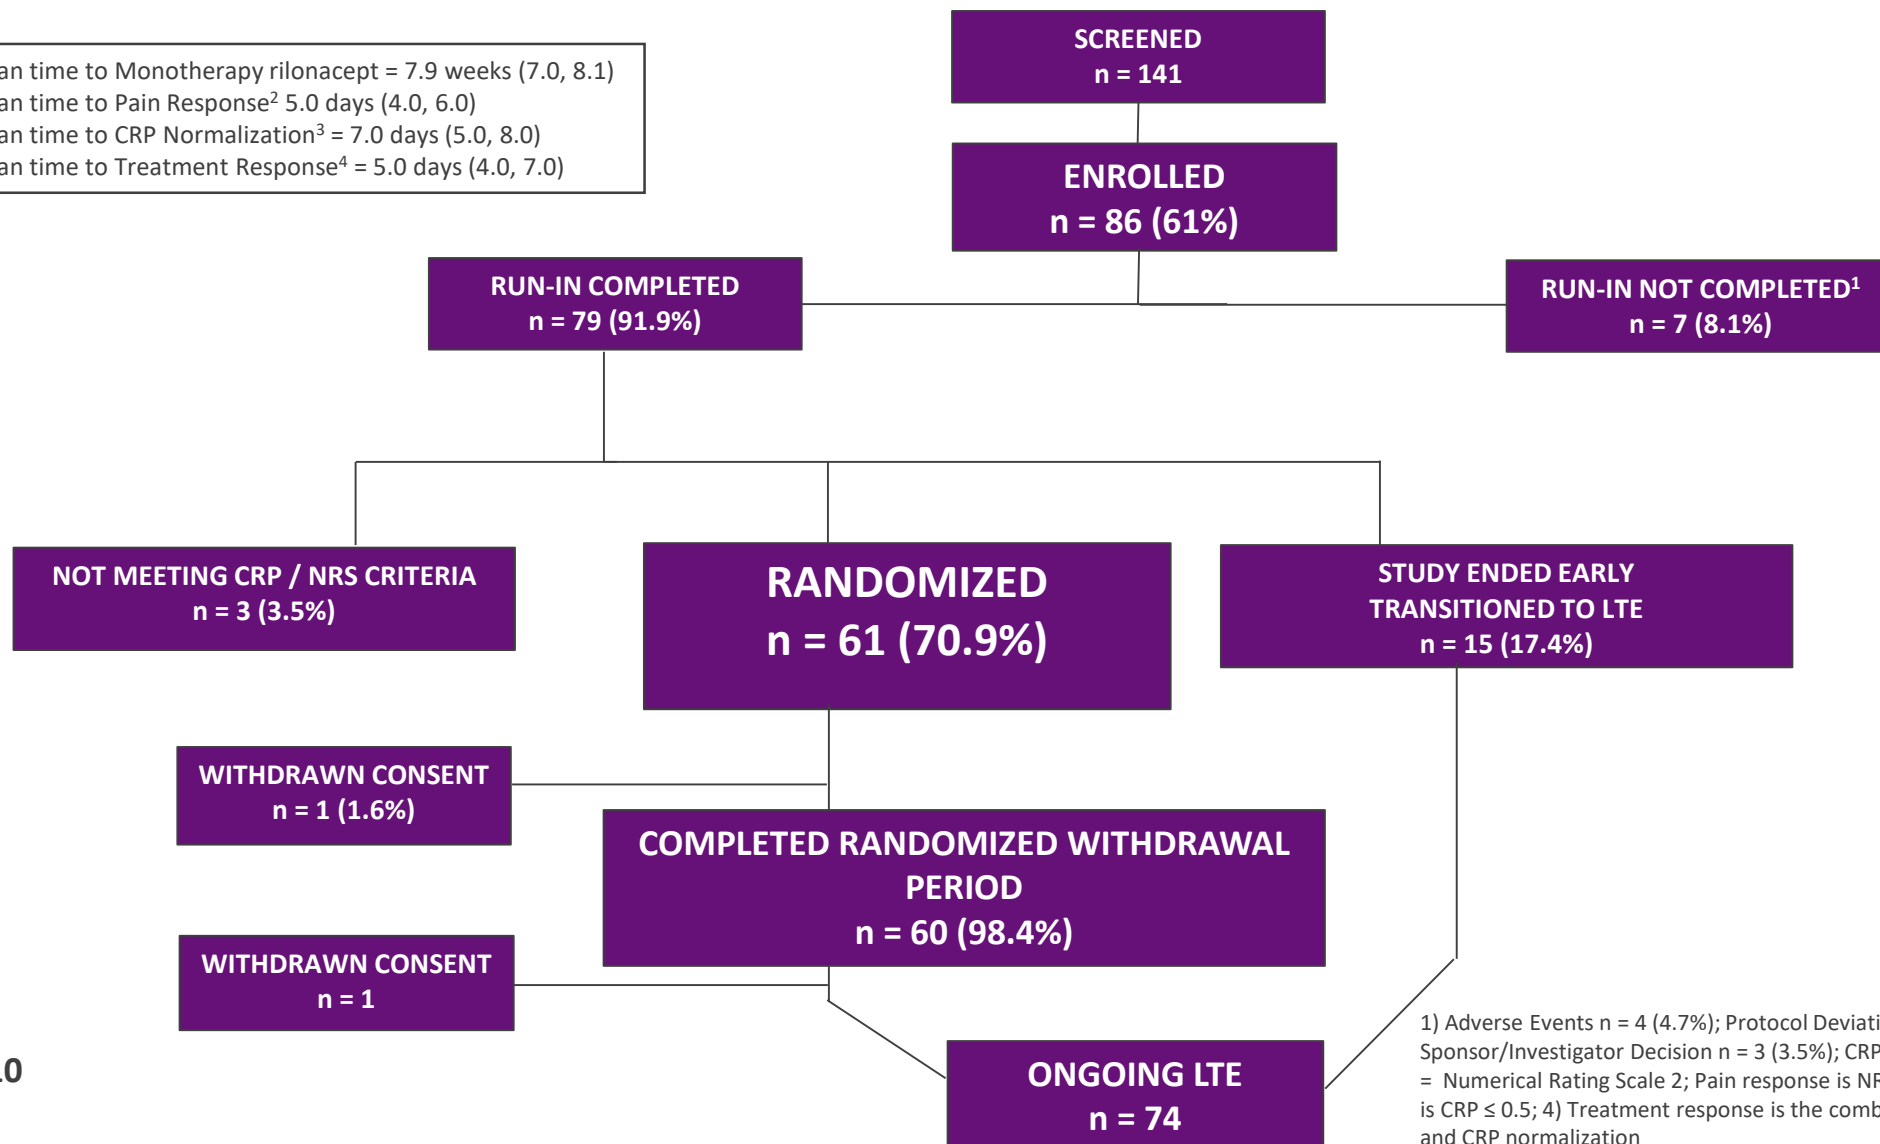 SCREENED
n = 141
an time to Monotherapy rilonacept = 7.9 weeks (7.0, 8.1)
an time to Pain Response² 5.0 days (4.0, 6.0)
an time to CRP Normalization³ = 7.0 days (5.0, 8.0)
an time to Treatment Response⁴ = 5.0 days (4.0, 7.0)
ENROLLED
n = 86 (61%)
RUN-IN COMPLETED
n = 79 (91.9%)
RUN-IN NOT COMPLETED¹
n = 7 (8.1%)
NOT MEETING CRP / NRS CRITERIA
n = 3 (3.5%)
RANDOMIZED
n = 61 (70.9%)
STUDY ENDED EARLY
TRANSITIONED TO LTE
n = 15 (17.4%)
WITHDRAWN CONSENT
n = 1 (1.6%)
COMPLETED RANDOMIZED WITHDRAWAL
PERIOD
n = 60 (98.4%)
WITHDRAWN CONSENT
n = 1
ONGOING LTE
n = 74
1) Adverse Events n = 4 (4.7%); Protocol Deviati
Sponsor/Investigator Decision n = 3 (3.5%); CRP
= Numerical Rating Scale 2; Pain response is NR
is CRP ≤ 0.5; 4) Treatment response is the comb
and CRP normalization